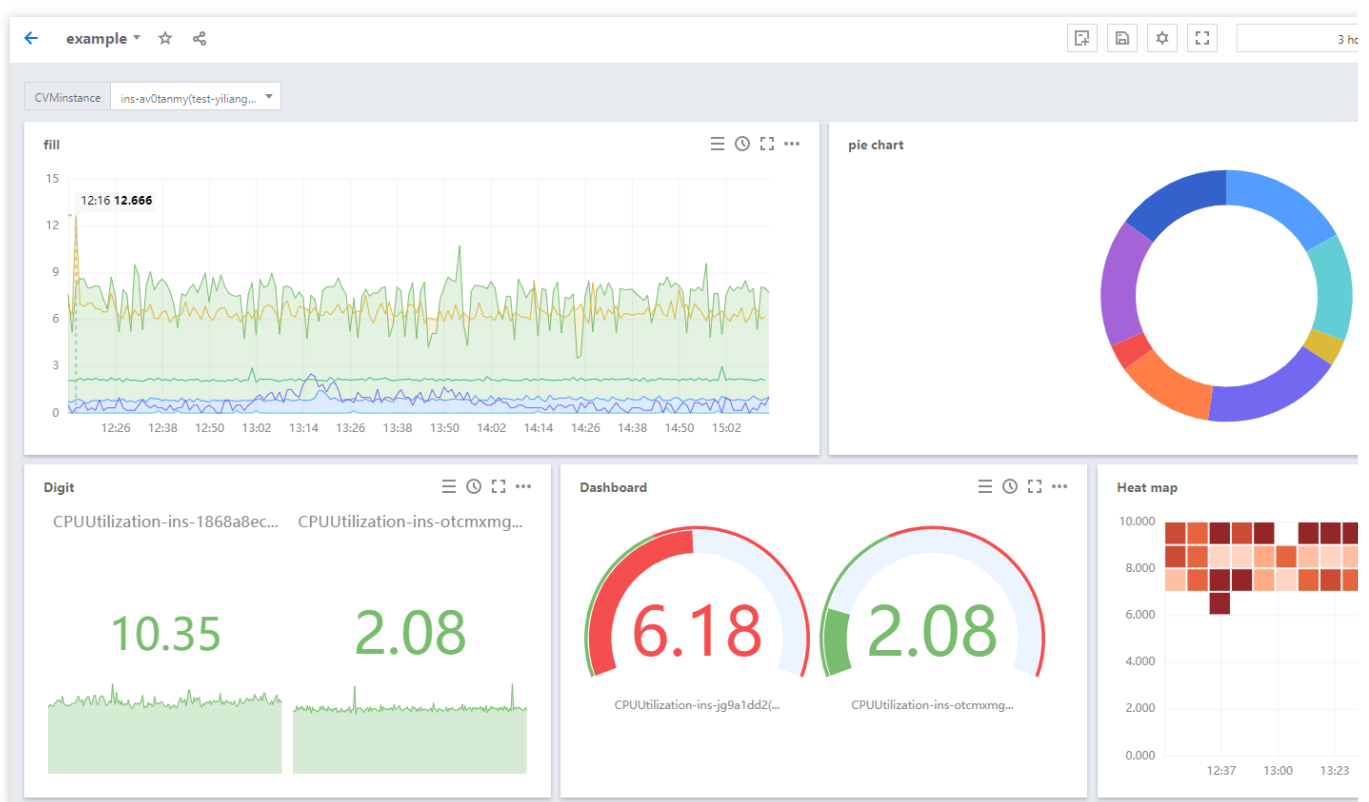 example
3 ho
CVMinstance ins-av0tanmy(test-yiliang...
fill
15
12:16 12.666
12
9
6
3
0
12:26 12:38 12:50 13:02 13:14 13:26 13:38 13:50 14:02 14:14 14:26 14:38 14:50 15:02
pie chart
Digit
CPUUtilization-ins-1868a8ec... CPUUtilization-ins-otcmxmg...
10.35 2.08
Dashboard
6.18 2.08
CPUUtilization-ins-jg9a1dd2(... CPUUtilization-ins-otcmxmg...
Heat map
10.000
8.000
6.000
4.000
2.000
0.000
12:37 13:00 13:23